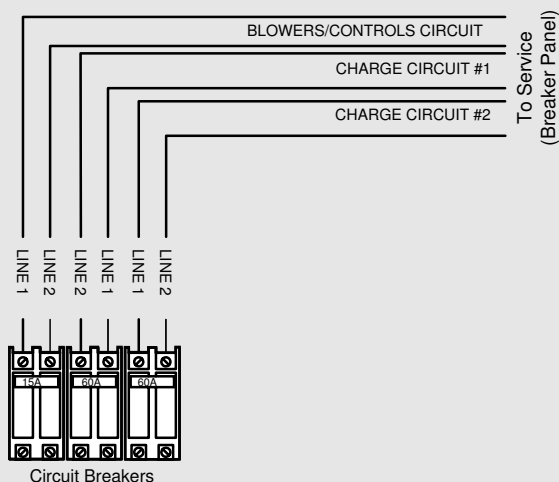 BLOWERS/CONTROLS CIRCUIT
CHARGE CIRCUIT #1
CHARGE CIRCUIT #2
To Service
(Breaker Panel)
LINE 1
LINE 2
LINE 2
LINE 1
LINE 1
LINE 2
15A
60A
60A
Circuit Breakers